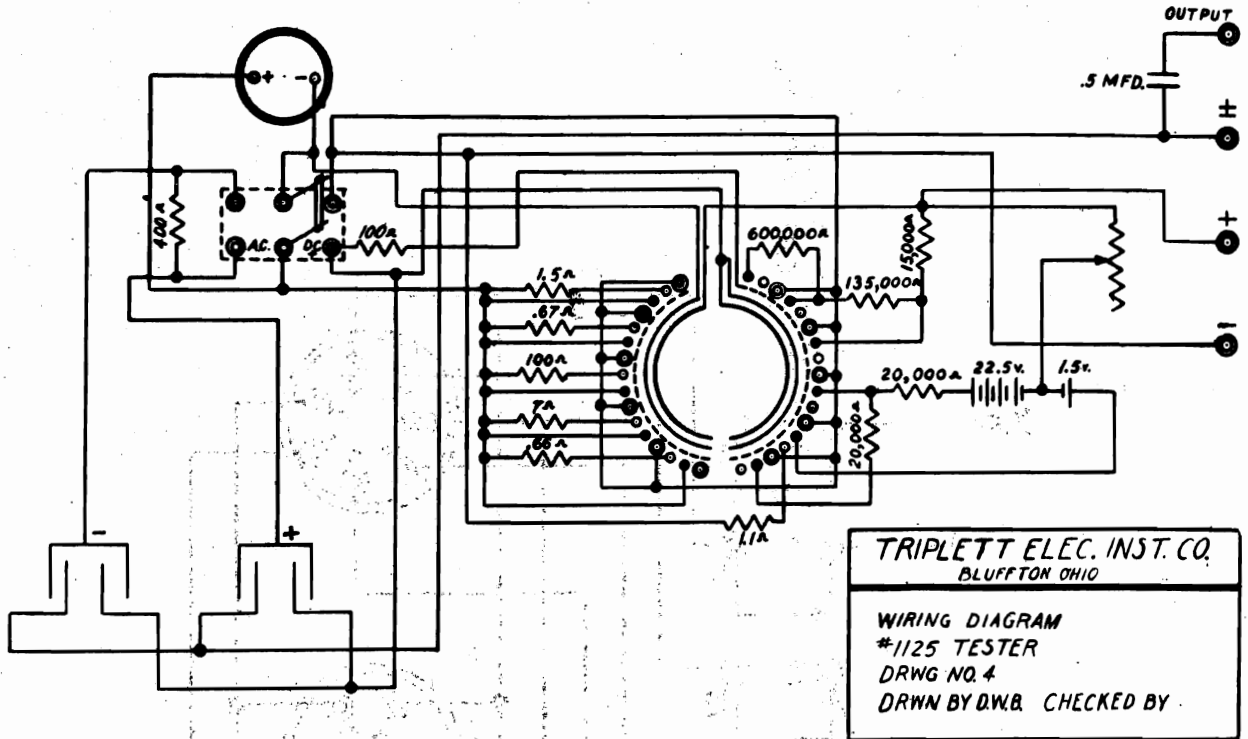 OUTPUT
.5 MFD.
±
+
-
+ -
400Ω
A.C. D.C.
100Ω
600,000Ω
15,000Ω
135,000Ω
1.5Ω
.67Ω
100Ω
7Ω
.66Ω
20,000Ω
22.5v.
1.5v.
20,000Ω
1.1Ω
-
+
TRIPLETT ELEC. INST. CO.
BLUFFTON OHIO
WIRING DIAGRAM
#1125 TESTER
DRWG NO. 4
DRWN BY D.W.B. CHECKED BY